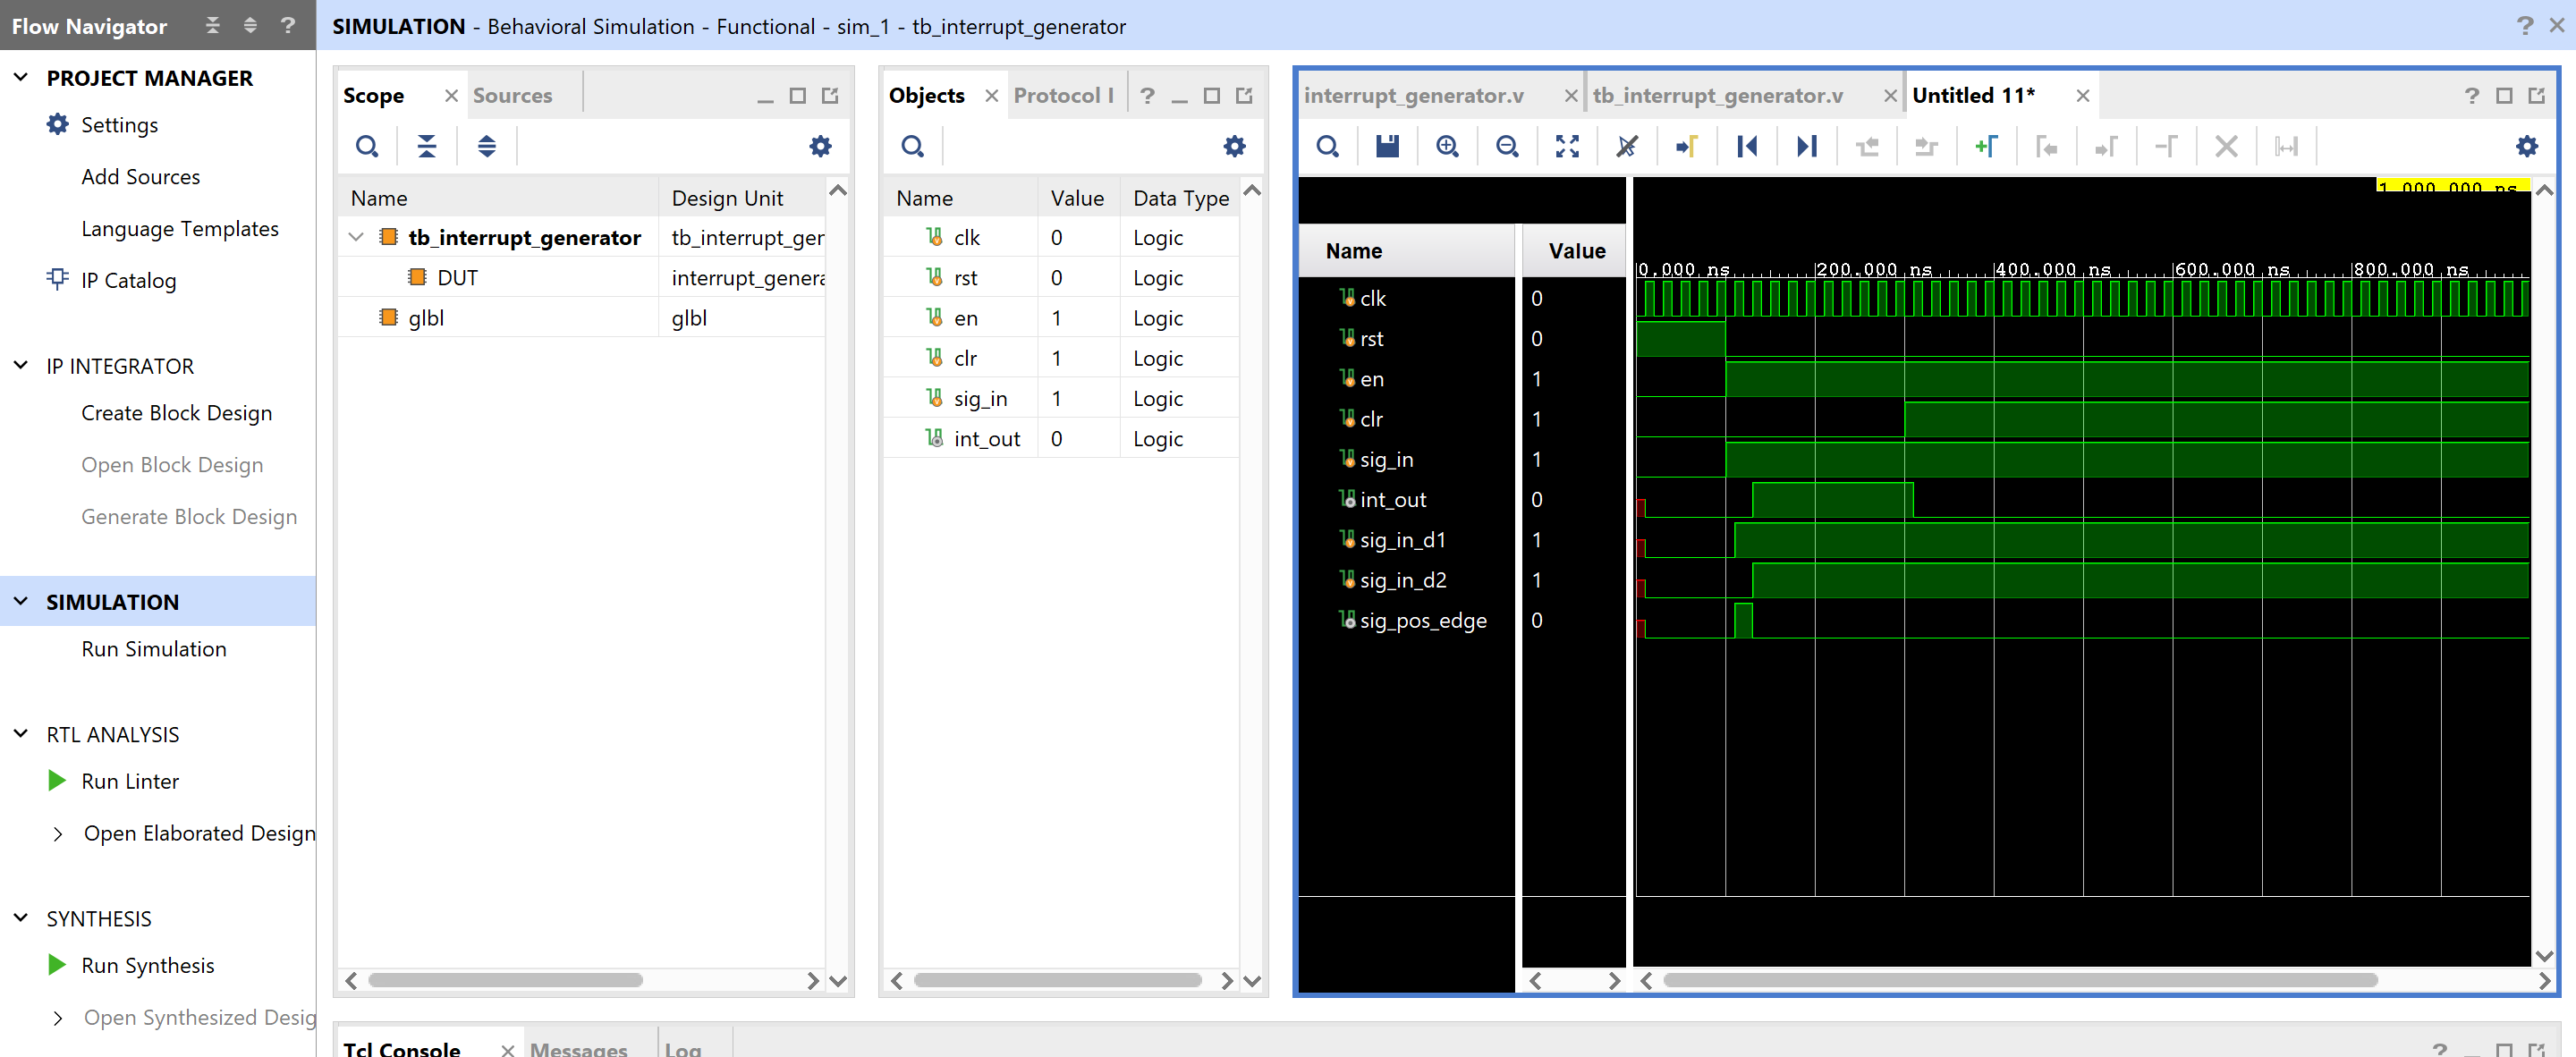 Flow Navigator
?
SIMULATION - Behavioral Simulation - Functional - sim_1 - tb_interrupt_generator
?
PROJECT MANAGER
Settings
Add Sources
Language Templates
IP Catalog
IP INTEGRATOR
Create Block Design
Open Block Design
Generate Block Design
SIMULATION
Run Simulation
RTL ANALYSIS
Run Linter
Open Elaborated Design
SYNTHESIS
Run Synthesis
Open Synthesized Desig
Scope
Sources
Name Design Unit
tb_interrupt_generator tb_interrupt_ger
DUT interrupt_genera
glbl glbl
Objects
Protocol I
?
Name Value Data Type
clk 0 Logic
rst 0 Logic
en 1 Logic
clr 1 Logic
sig_in 1 Logic
int_out 0 Logic
interrupt_generator.v
tb_interrupt_generator.v
Untitled 11*
?
1,000.000 ns
Name Value
0.000 ns 200.000 ns 400.000 ns 600.000 ns 800.000 ns
clk 0
rst 0
en 1
clr 1
sig_in 1
int_out 0
sig_in_d1 1
sig_in_d2 1
sig_pos_edge 0
Tcl Console
Messages
Log
?